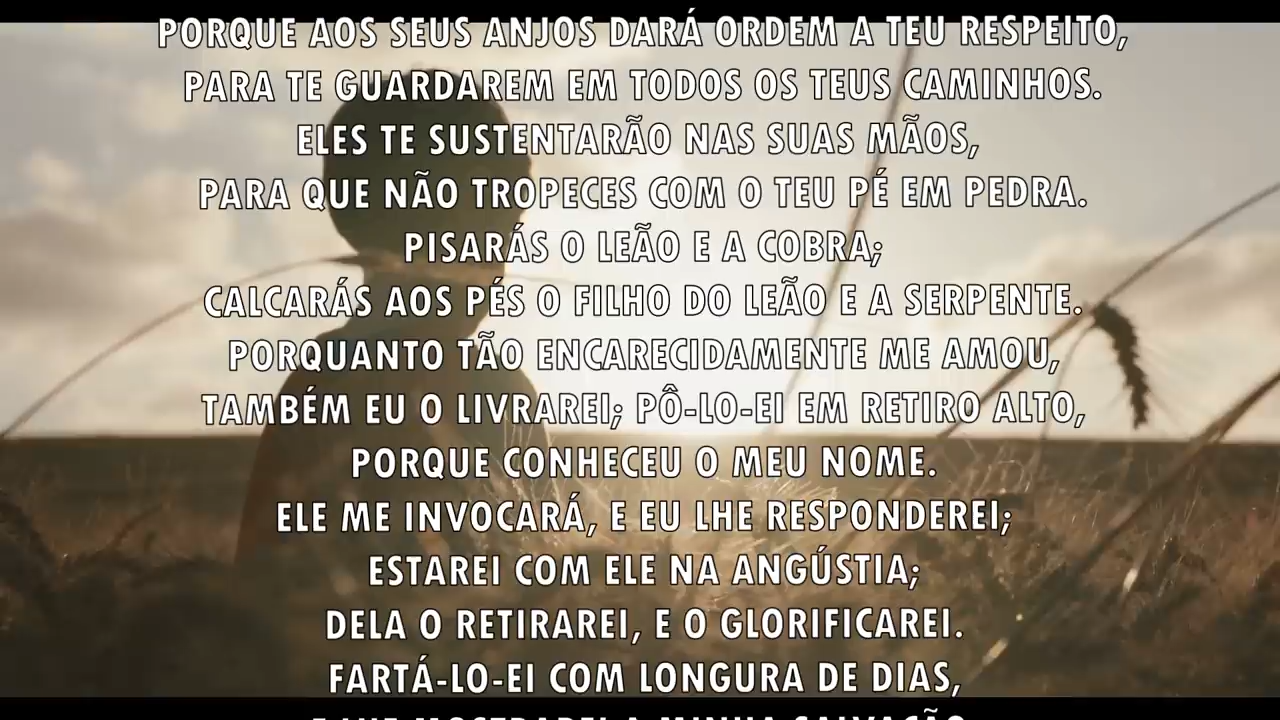 PORQUE AOS SEUS ANJOS DARÁ ORDEM A TEU RESPEITO,
PARA TE GUARDAREM EM TODOS OS TEUS CAMINHOS.
ELES TE SUSTENTARÃO NAS SUAS MÃOS,
PARA QUE NÃO TROPECES COM O TEU PÉ EM PEDRA.
PISARÁS O LEÃO E A COBRA;
CALCARÁS AOS PÉS O FILHO DO LEÃO E A SERPENTE.
PORQUANTO TÃO ENCARECIDAMENTE ME AMOU,
TAMBÉM EU O LIVRAREI; PÔ-LO-EI EM RETIRO ALTO,
PORQUE CONHECEU O MEU NOME.
ELE ME INVOCARÁ, E EU LHE RESPONDEREI;
ESTAREI COM ELE NA ANGÚSTIA;
DELA O RETIRAREI, E O GLORIFICAREI.
FARTÁ-LO-EI COM LONGURA DE DIAS,
E LHE MOSTRAREI A MINHA SALVAÇÃO